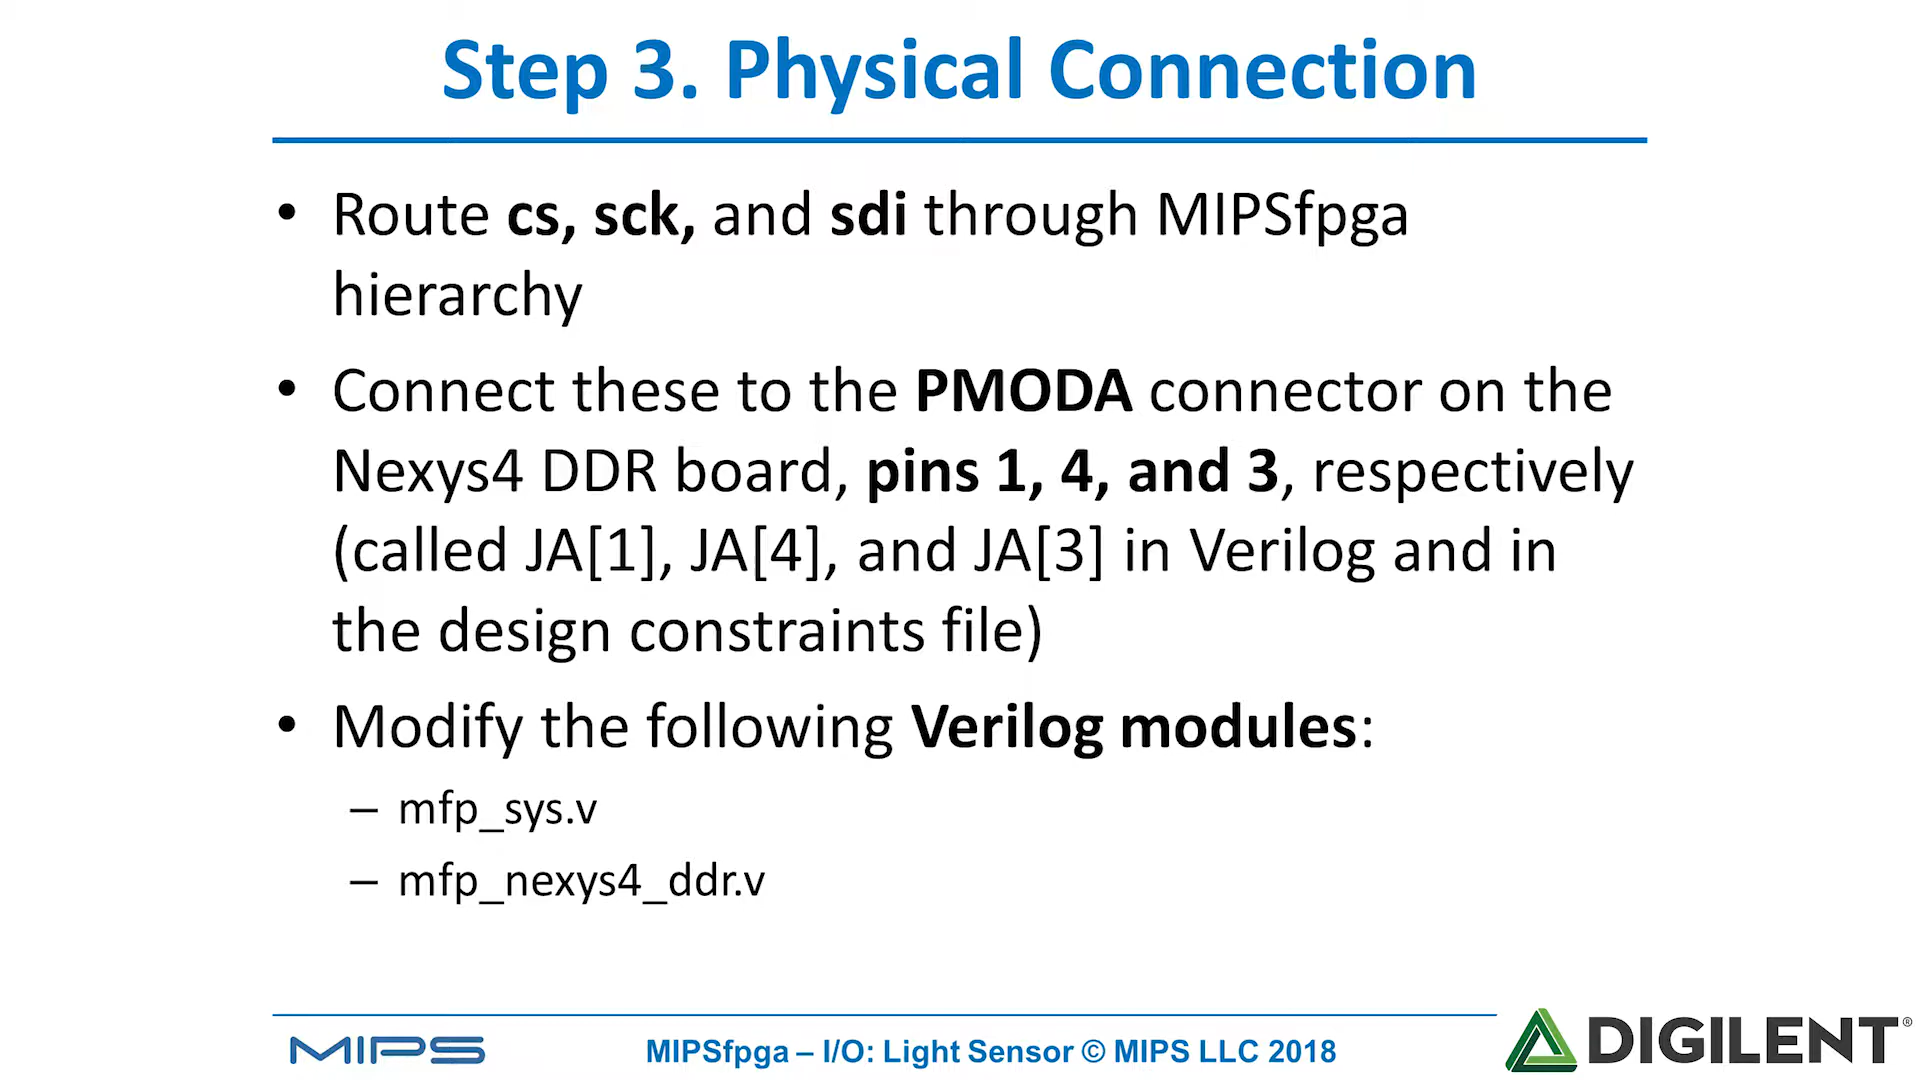 Step 3. Physical Connection
• Route cs, sck, and sdi through MIPSfpga
hierarchy
• Connect these to the PMODA connector on the
Nexys4 DDR board, pins 1, 4, and 3, respectively
(called JA[1], JA[4], and JA[3] in Verilog and in
the design constraints file)
• Modify the following Verilog modules:
– mfp_sys.v
– mfp_nexys4_ddr.v
MIPS
MIPSfpga – I/O: Light Sensor © MIPS LLC 2018
DIGILENT®